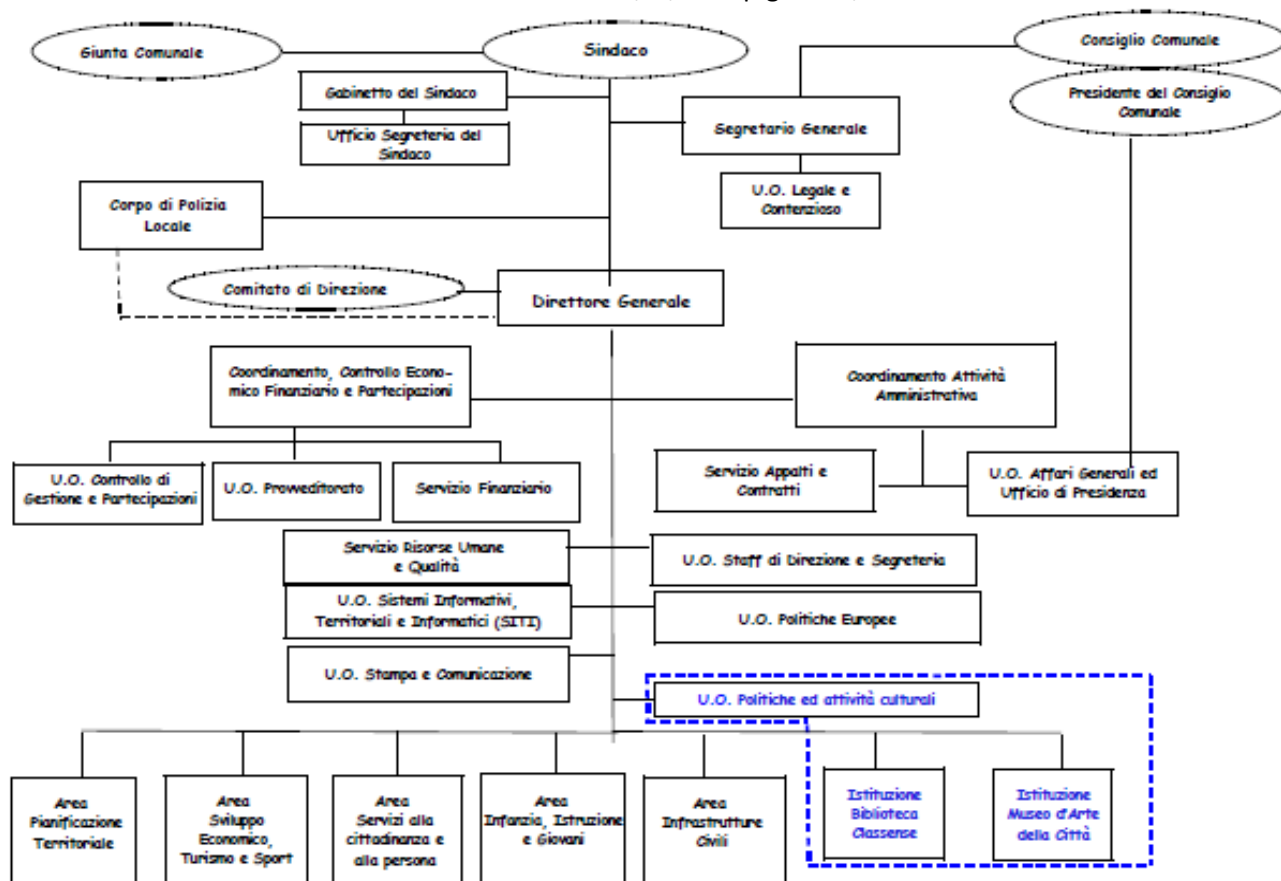 Giunta Comunale
Sindaco
Consiglio Comunale
Gabinetto del Sindaco
Presidente del Consiglio
Comunale
Segretario Generale
Ufficio Segreteria del
Sindaco
U.O. Legale e
Contenzioso
Corpo di Polizia
Locale
Comitato di Direzione
Direttore Generale
Coordinamento, Controllo Econo-
mico Finanziario e Partecipazioni
Coordinamento Attività
Amministrativa
U.O. Controllo di
Gestione e Partecipazioni
U.O. Provveditorato
Servizio Finanziario
Servizio Appalti e
Contratti
U.O. Affari Generali ed
Ufficio di Presidenza
Servizio Risorse Umane
e Qualità
U.O. Staff di Direzione e Segreteria
U.O. Sistemi Informativi,
Territoriali e Informatici (SITI)
U.O. Politiche Europee
U.O. Stampa e Comunicazione
U.O. Politiche ed attività culturali
Area
Pianificazione
Territoriale
Area
Sviluppo
Economico,
Turismo e Sport
Area
Servizi alla
cittadinanza e
alla persona
Area
Infanzia, Istruzione
e Giovani
Area
Infrastrutture
Civili
Istituzione
Biblioteca
Classense
Istituzione
Museo d'Arte
della Città